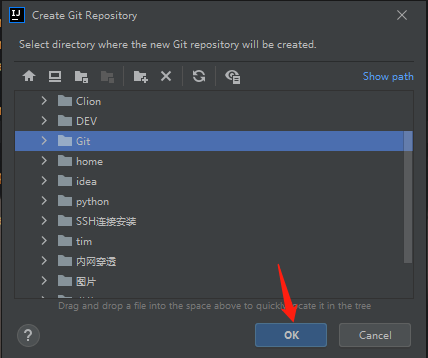 Create Git Repository
Select directory where the new Git repository will be created.
Show path
Clion
DEV
Git
home
idea
python
SSH连接安装
tim
内网穿透
图片
Drag and drop a file into the space above to quickly locate it in the tree
?
OK
Cancel